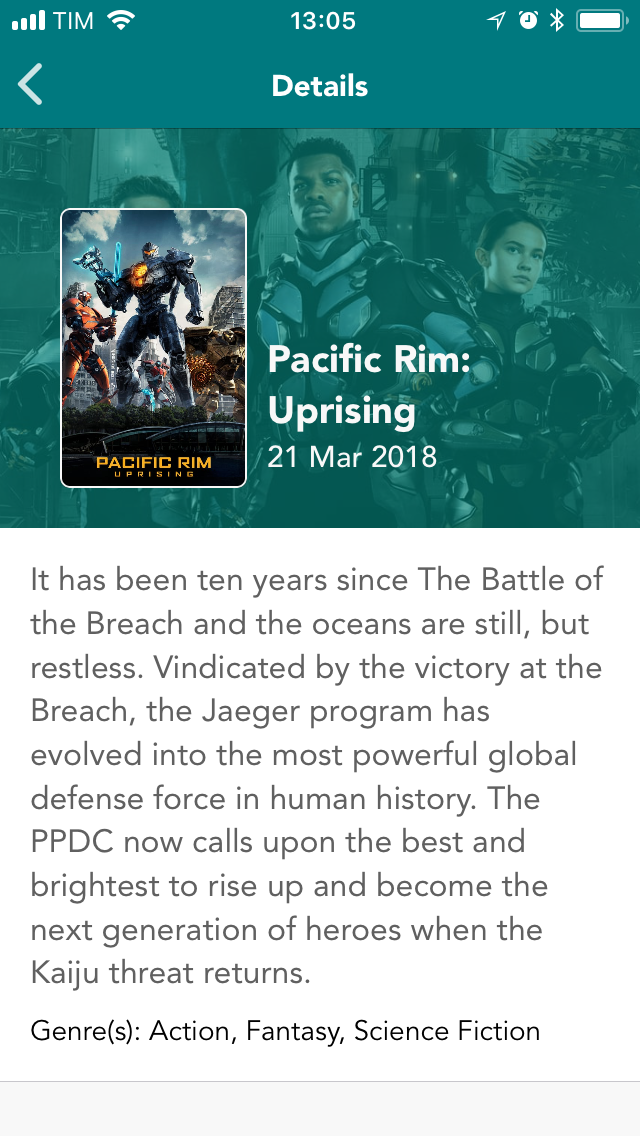 TIM 13:05
Details
Pacific Rim:
Uprising
21 Mar 2018
PACIFIC RIM
UPRISING
It has been ten years since The Battle of
the Breach and the oceans are still, but
restless. Vindicated by the victory at the
Breach, the Jaeger program has
evolved into the most powerful global
defense force in human history. The
PPDC now calls upon the best and
brightest to rise up and become the
next generation of heroes when the
Kaiju threat returns.
Genre(s): Action, Fantasy, Science Fiction